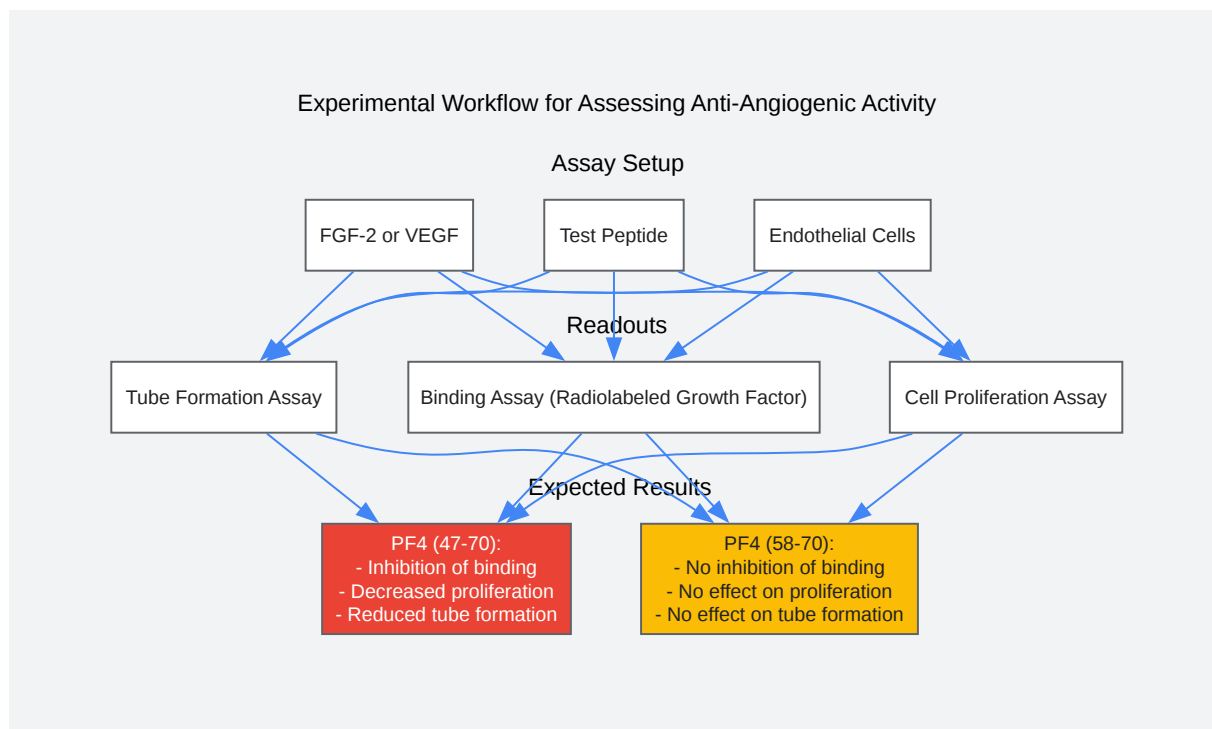 Experimental Workflow for Assessing Anti-Angiogenic Activity
Assay Setup
FGF-2 or VEGF
Test Peptide
Endothelial Cells
Readouts
Tube Formation Assay
Binding Assay (Radiolabeled Growth Factor)
Cell Proliferation Assay
Expected Results
PF4 (47-70):
- Inhibition of binding
- Decreased proliferation
- Reduced tube formation
PF4 (58-70):
- No inhibition of binding
- No effect on proliferation
- No effect on tube formation